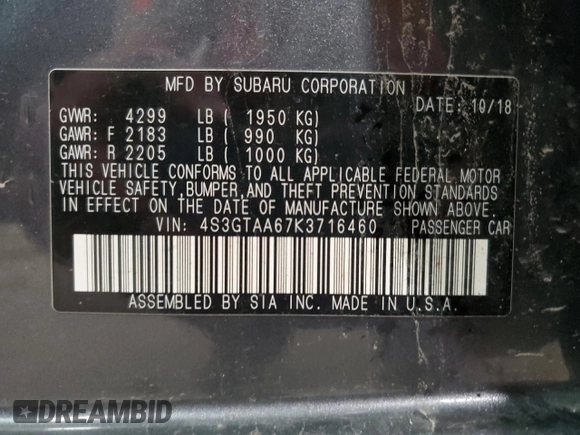 MFD BY SUBARU CORPORATION
DATE: 10/18
GVWR: 4299 LB ( 1950 KG)
GAWR: F 2183 LB ( 990 KG)
GAWR: R 2205 LB ( 1000 KG)
THIS VEHICLE CONFORMS TO ALL APPLICABLE FEDERAL MOTOR
VEHICLE SAFETY, BUMPER, AND THEFT PREVENTION STANDARDS
IN EFFECT ON THE DATE OF MANUFACTURE SHOWN ABOVE.
VIN: 4S3GTAA67K3716460 PASSENGER CAR
ASSEMBLED BY SIA INC. MADE IN U.S.A.
DREAMBID